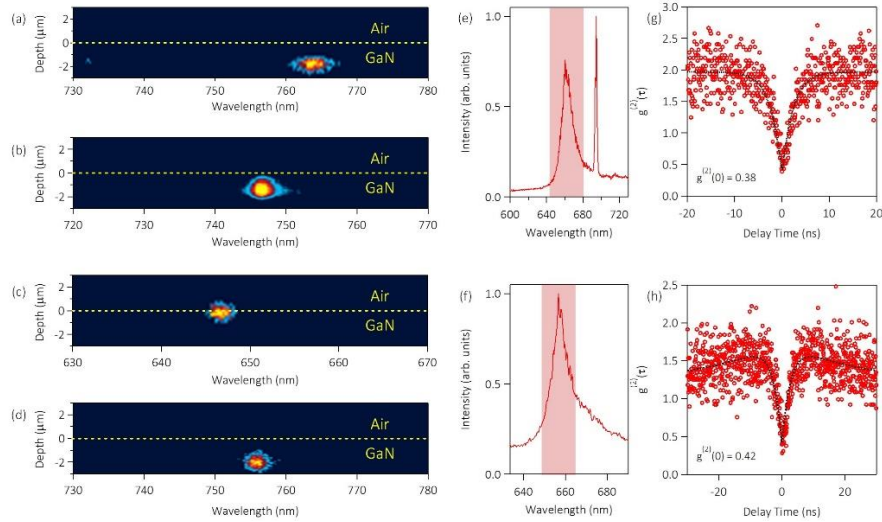 (a)
Depth (µm)
2
0
-2
Air
GaN
730
740
750
760
770
780
Wavelength (nm)
(b)
Depth (µm)
2
0
-2
Air
GaN
720
730
740
750
760
770
Wavelength (nm)
(c)
Depth (µm)
2
0
-2
Air
GaN
630
640
650
660
670
Wavelength (nm)
(d)
Depth (µm)
2
0
-2
Air
GaN
730
740
750
760
770
780
Wavelength (nm)
(e)
Intensity (arb. units)
1.0
0.5
0.0
600
640
680
720
Wavelength (nm)
(f)
Intensity (arb. units)
1.0
0.5
0.0
640
660
680
Wavelength (nm)
(g)
g(2)(τ)
3.0
2.5
2.0
1.5
1.0
0.5
0.0
g(2)(0) = 0.38
-20
-10
0
10
20
Delay Time (ns)
(h)
g(2)(τ)
2.5
2.0
1.5
1.0
0.5
0.0
g(2)(0) = 0.42
-20
0
20
Delay Time (ns)